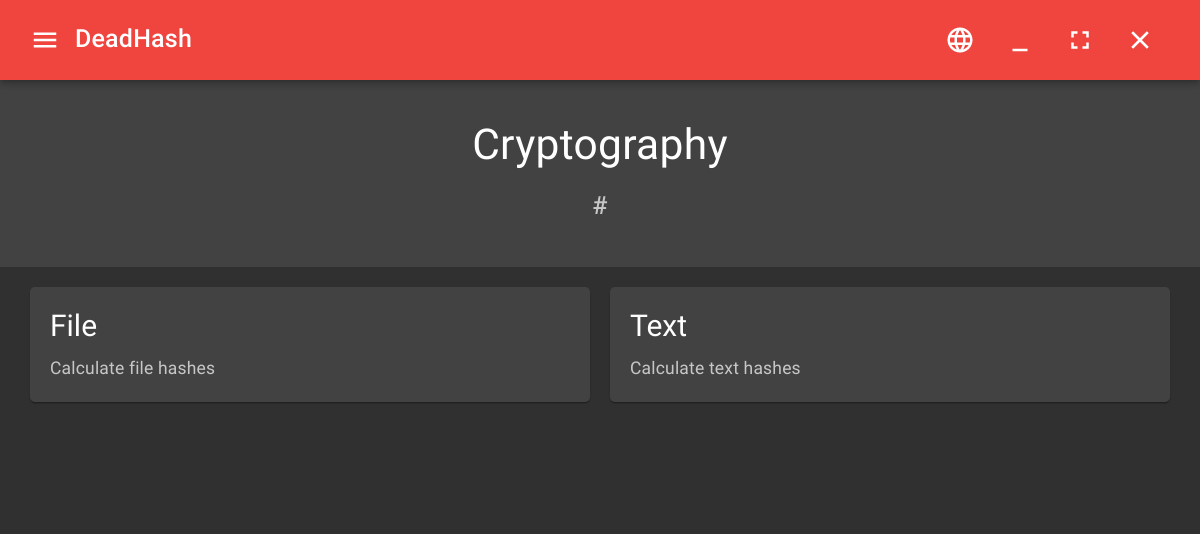 DeadHash
Cryptography
#
File
Calculate file hashes
Text
Calculate text hashes